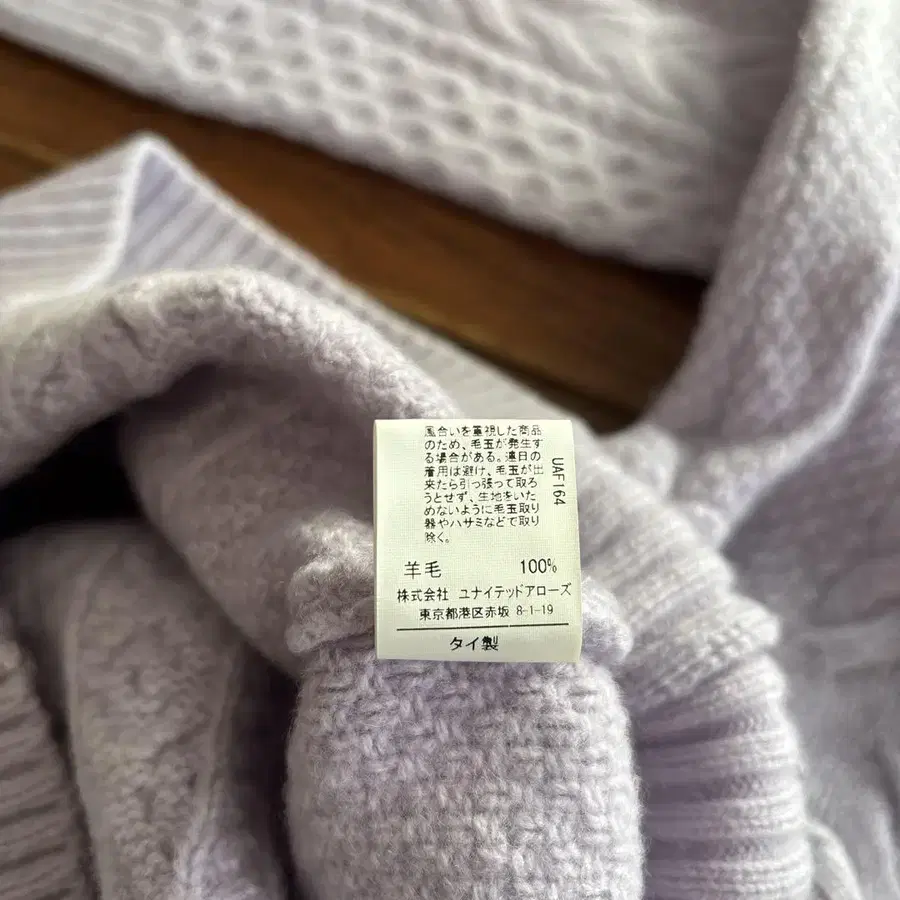 風合いを重視した商品
のため、毛玉が発生す
る場合がある。連日の
着用は避け、毛玉が出
来たら引っ張って取ろ
うとせず、生地をいた
めないように毛玉取り
器やハサミなどで取り
除く。
UAF164
羊毛 100%
株式会社 ユナイテッドアローズ
東京都港区赤坂 8-1-19
タイ製